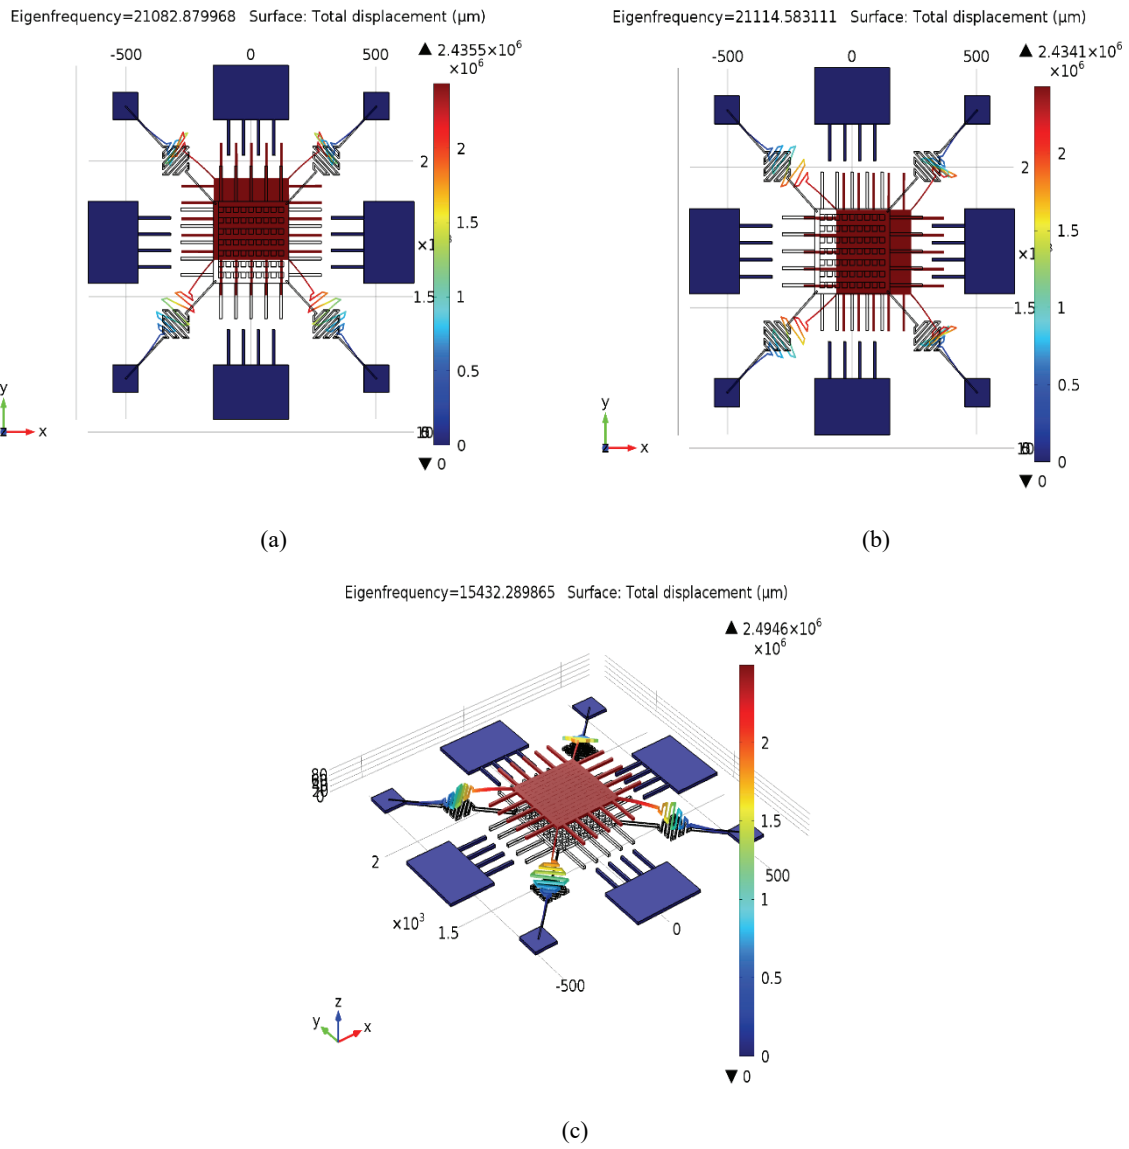 Eigenfrequency=21082.879968 Surface: Total displacement (µm)
▲ 2.4355×10⁶
×10⁶
-500 0 500
2
2
1.5
×1
1.5
1
0.5
0
▼ 0
y
x
z
(a)
Eigenfrequency=21114.583111 Surface: Total displacement (µm)
▲ 2.4341×10⁶
×10⁶
-500 0 500
2
2
1.5
×1
1.5
1
0.5
0
▼ 0
y
x
z
(b)
Eigenfrequency=15432.289865 Surface: Total displacement (µm)
▲ 2.4946×10⁶
×10⁶
80
0
2
×10³
1.5
2
1.5
500
1
0
0.5
-500
0
▼ 0
z
y
x
(c)